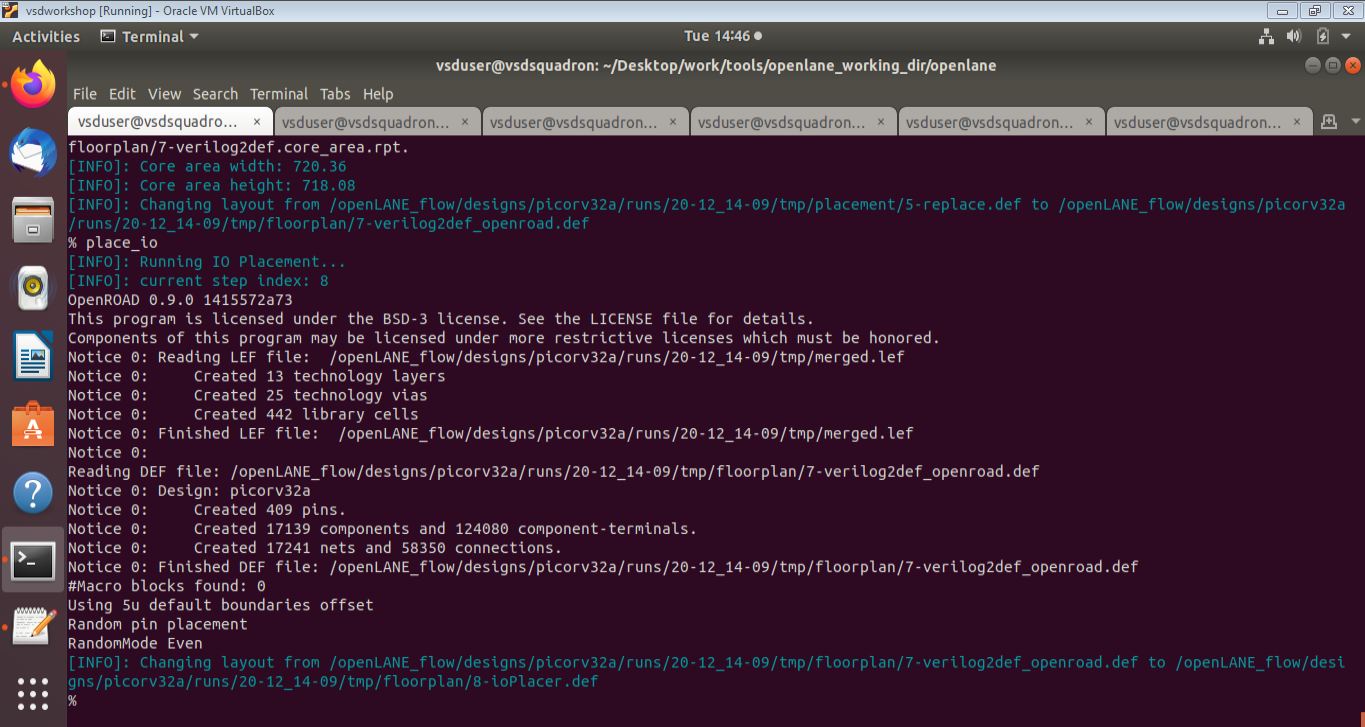 vsdworkshop [Running] - Oracle VM VirtualBox
Activities Terminal Tue 14:46
vsduser@vsdsquadron: ~/Desktop/work/tools/openlane_working_dir/openlane
File Edit View Search Terminal Tabs Help
vsduser@vsdsquadron... × vsduser@vsdsquadron... × vsduser@vsdsquadron... × vsduser@vsdsquadron... × vsduser@vsdsquadron... × vsduser@vsdsquadron... ×
floorplan/7-verilog2def.core_area.rpt.
[INFO]: Core area width: 720.36
[INFO]: Core area height: 718.08
[INFO]: Changing layout from /openLANE_flow/designs/picorv32a/runs/20-12_14-09/tmp/placement/5-replace.def to /openLANE_flow/designs/picorv32a
/runs/20-12_14-09/tmp/floorplan/7-verilog2def_openroad.def
% place_io
[INFO]: Running IO Placement...
[INFO]: current step index: 8
OpenROAD 0.9.0 1415572a73
This program is licensed under the BSD-3 license. See the LICENSE file for details.
Components of this program may be licensed under more restrictive licenses which must be honored.
Notice 0: Reading LEF file:  /openLANE_flow/designs/picorv32a/runs/20-12_14-09/tmp/merged.lef
Notice 0:     Created 13 technology layers
Notice 0:     Created 25 technology vias
Notice 0:     Created 442 library cells
Notice 0: Finished LEF file:  /openLANE_flow/designs/picorv32a/runs/20-12_14-09/tmp/merged.lef
Notice 0:
Reading DEF file: /openLANE_flow/designs/picorv32a/runs/20-12_14-09/tmp/floorplan/7-verilog2def_openroad.def
Notice 0: Design: picorv32a
Notice 0:     Created 409 pins.
Notice 0:     Created 17139 components and 124080 component-terminals.
Notice 0:     Created 17241 nets and 58350 connections.
Notice 0: Finished DEF file: /openLANE_flow/designs/picorv32a/runs/20-12_14-09/tmp/floorplan/7-verilog2def_openroad.def
#Macro blocks found: 0
Using 5u default boundaries offset
Random pin placement
RandomMode Even
[INFO]: Changing layout from /openLANE_flow/designs/picorv32a/runs/20-12_14-09/tmp/floorplan/7-verilog2def_openroad.def to /openLANE_flow/desi
gns/picorv32a/runs/20-12_14-09/tmp/floorplan/8-ioPlacer.def
%